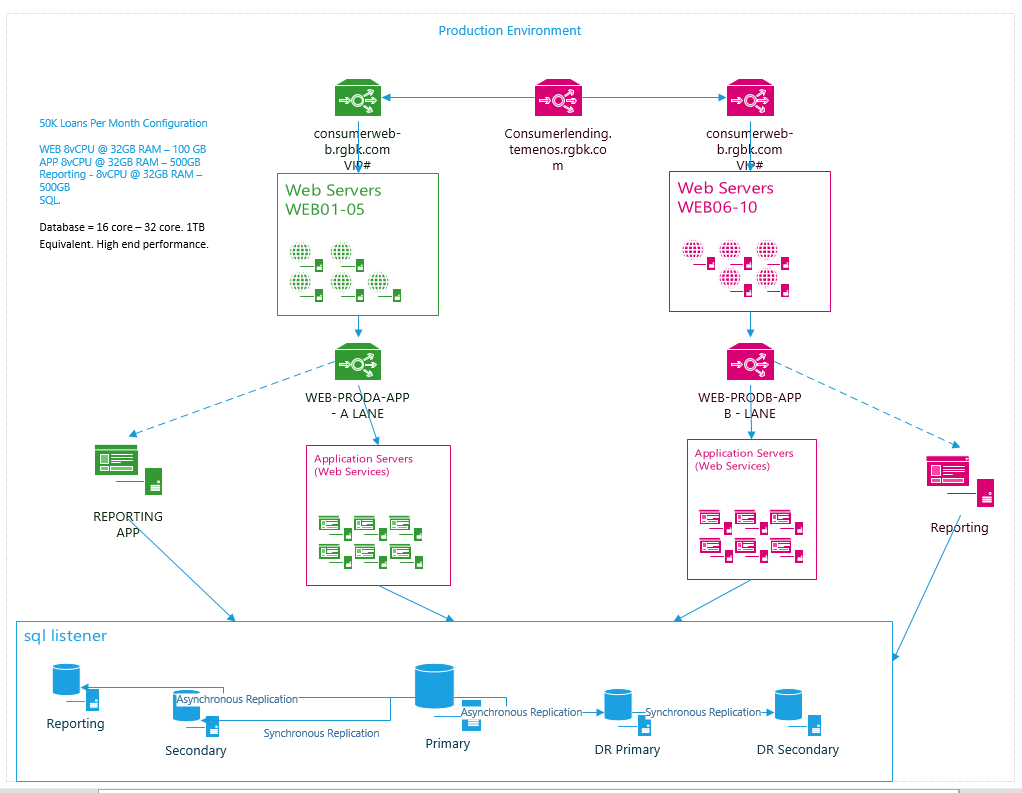 Production Environment
50K Loans Per Month Configuration
WEB 8vCPU @ 32GB RAM – 100 GB
APP 8vCPU @ 32GB RAM – 500GB
Reporting - 8vCPU @ 32GB RAM –
500GB
SQL.
Database = 16 core – 32 core. 1TB
Equivalent. High end performance.
consumerweb-
b.rgbk.com
VIP#
Consumerlending.
temenos.rgbk.co
m
consumerweb-
b.rgbk.com
VIP#
Web Servers
WEB01-05
Web Servers
WEB06-10
WEB-PRODA-APP
- A LANE
WEB-PRODB-APP
B - LANE
REPORTING
APP
Application Servers
(Web Services)
Application Servers
(Web Services)
Reporting
sql listener
Reporting
Asynchronous Replication
Secondary
Synchronous Replication
Primary
Asynchronous Replication
DR Primary
Synchronous Replication
DR Secondary